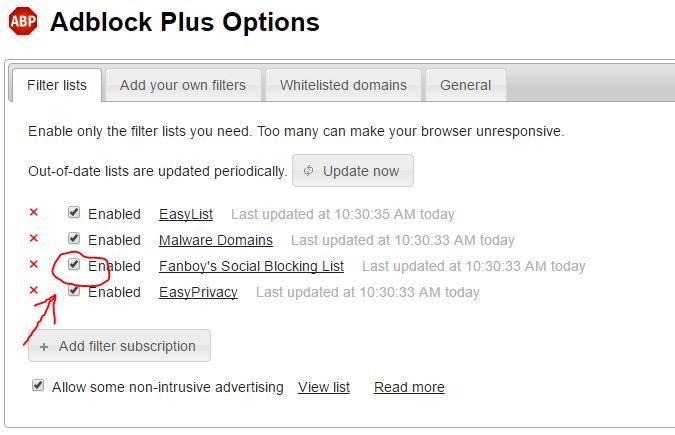 ABP Adblock Plus Options
Filter lists Add your own filters Whitelisted domains General
Enable only the filter lists you need. Too many can make your browser unresponsive.
Out-of-date lists are updated periodically. Update now
Enabled EasyList Last updated at 10:30:35 AM today
Enabled Malware Domains Last updated at 10:30:33 AM today
Enabled Fanboy's Social Blocking List Last updated at 10:30:33 AM today
Enabled EasyPrivacy Last updated at 10:30:33 AM today
+ Add filter subscription
Allow some non-intrusive advertising View list Read more